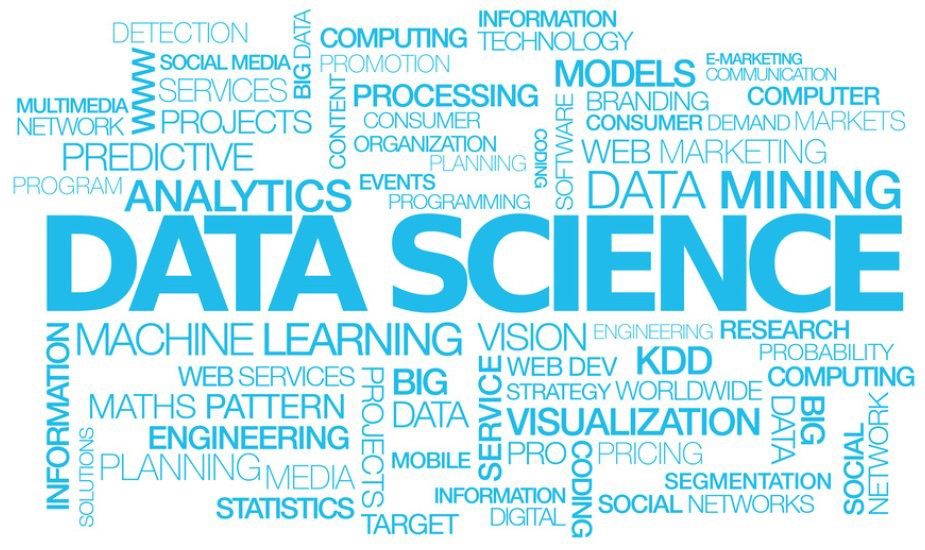 DETECTION
BIG DATA
COMPUTING
INFORMATION
TECHNOLOGY
WWW
SOCIAL MEDIA
PROMOTION
SERVICES
MODELS
E-MARKETING
COMMUNICATION
MULTIMEDIA
NETWORK
PROJECTS
CONTENT
PROCESSING
CONSUMER
SOFTWARE
BRANDING
COMPUTER
CONSUMER DEMAND MARKETS
PREDICTIVE
ORGANIZATION
PLANNING
CODING
WEB MARKETING
PROGRAM
ANALYTICS
EVENTS
PROGRAMMING
DATA MINING
DATA SCIENCE
INFORMATION
MACHINE LEARNING
VISION
ENGINEERING
RESEARCH
PROBABILITY
WEB SERVICES
PROJECTS
BIG
DATA
SERVICE
WEB DEV
KDD
COMPUTING
STRATEGY WORLDWIDE
MATHS PATTERN
VISUALIZATION
BIG
DATA
SOCIAL
NETWORK
ENGINEERING
SOLUTIONS
PLANNING
MEDIA
MOBILE
PRO
CODING
PRICING
SEGMENTATION
STATISTICS
INFORMATION
DIGITAL
SOCIAL NETWORKS
TARGET